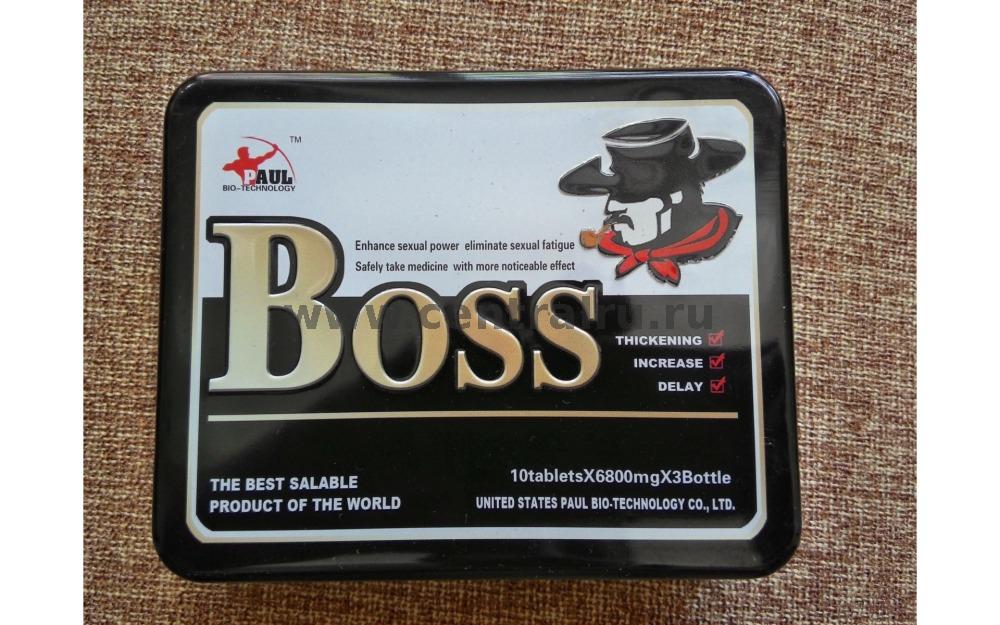 TM
PAUL
BIO-TECHNOLOGY
BOSS
Enhance sexual power eliminate sexual fatigue
Safely take medicine with more noticeable effect
www.centralru.ru
THICKENING
INCREASE
DELAY
THE BEST SALABLE
PRODUCT OF THE WORLD
10tabletsX6800mgX3Bottle
UNITED STATES PAUL BIO-TECHNOLOGY CO., LTD.